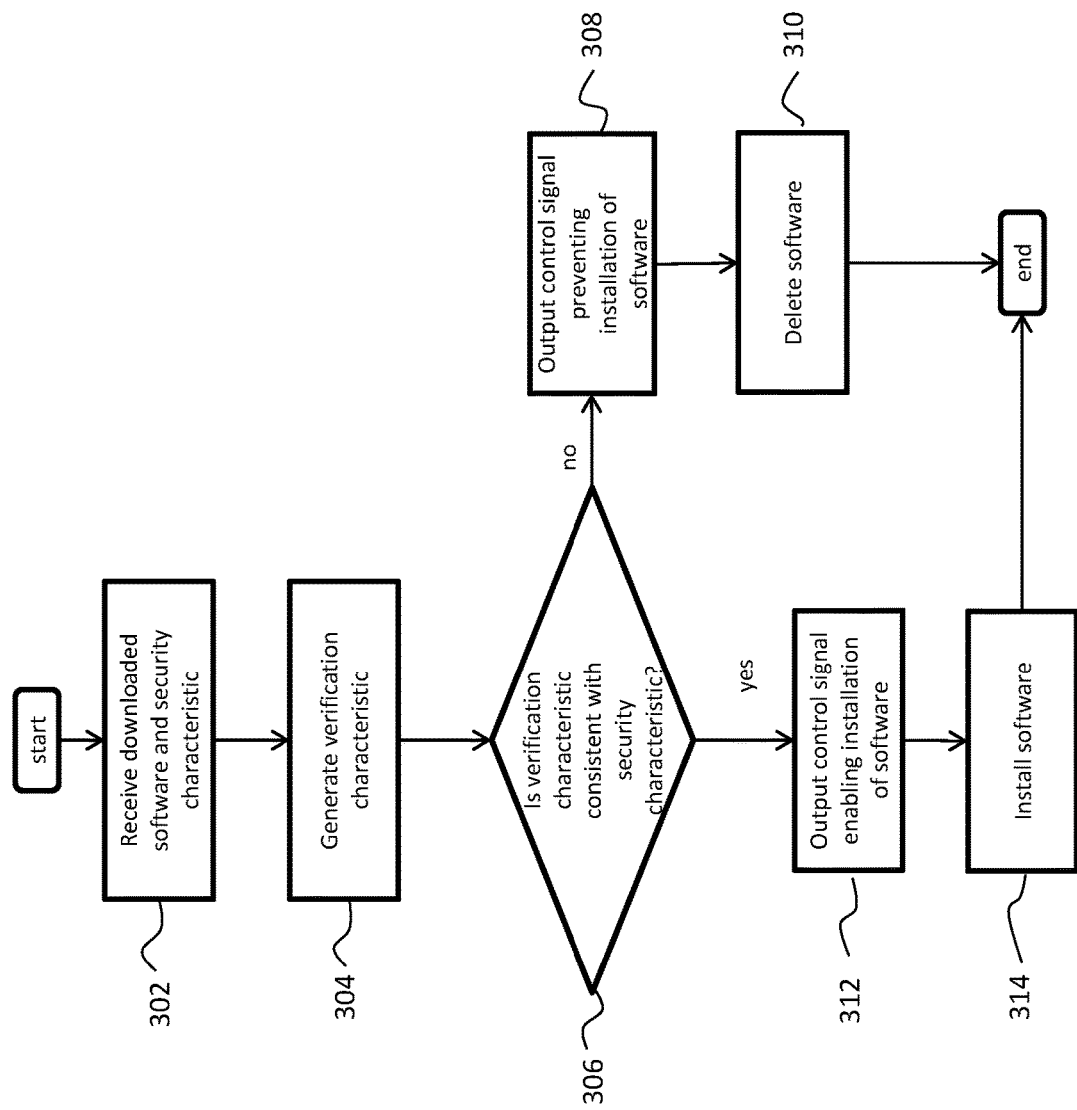 start
Receive downloaded
software and security
characteristic
302
Generate verification
characteristic
304
Is verification
characteristic
consistent with
security
characteristic?
306
no
Output control signal
preventing
installation of
software
308
Delete software
310
yes
Output control signal
enabling installation
of software
312
Install software
314
end